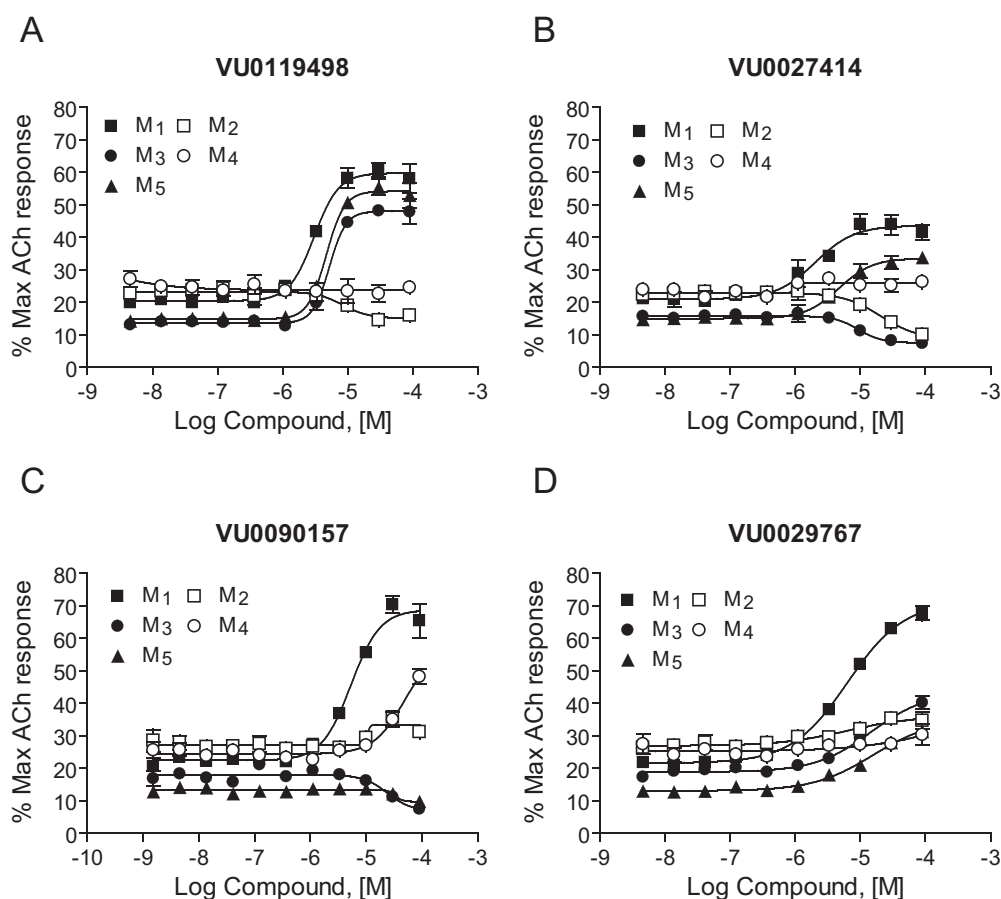 A
VU0119498
% Max ACh response
80
70
60
50
40
30
20
10
0
M1 M2
M3 M4
M5
-9 -8 -7 -6 -5 -4 -3
Log Compound, [M]
B
VU0027414
% Max ACh response
80
70
60
50
40
30
20
10
0
M1 M2
M3 M4
M5
-9 -8 -7 -6 -5 -4 -3
Log Compound, [M]
C
VU0090157
% Max ACh response
80
70
60
50
40
30
20
10
0
M1 M2
M3 M4
M5
-10 -9 -8 -7 -6 -5 -4 -3
Log Compound, [M]
D
VU0029767
% Max ACh response
80
70
60
50
40
30
20
10
0
M1 M2
M3 M4
M5
-9 -8 -7 -6 -5 -4 -3
Log Compound, [M]